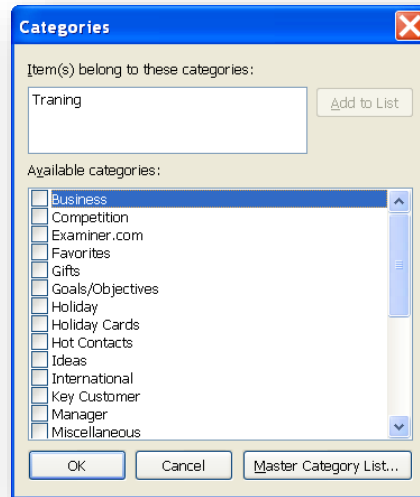 Categories
Item(s) belong to these categories:
Traning
Add to List
Available categories:
Business
Competition
Examiner.com
Favorites
Gifts
Goals/Objectives
Holiday
Holiday Cards
Hot Contacts
Ideas
International
Key Customer
Manager
Miscellaneous
OK Cancel Master Category List...